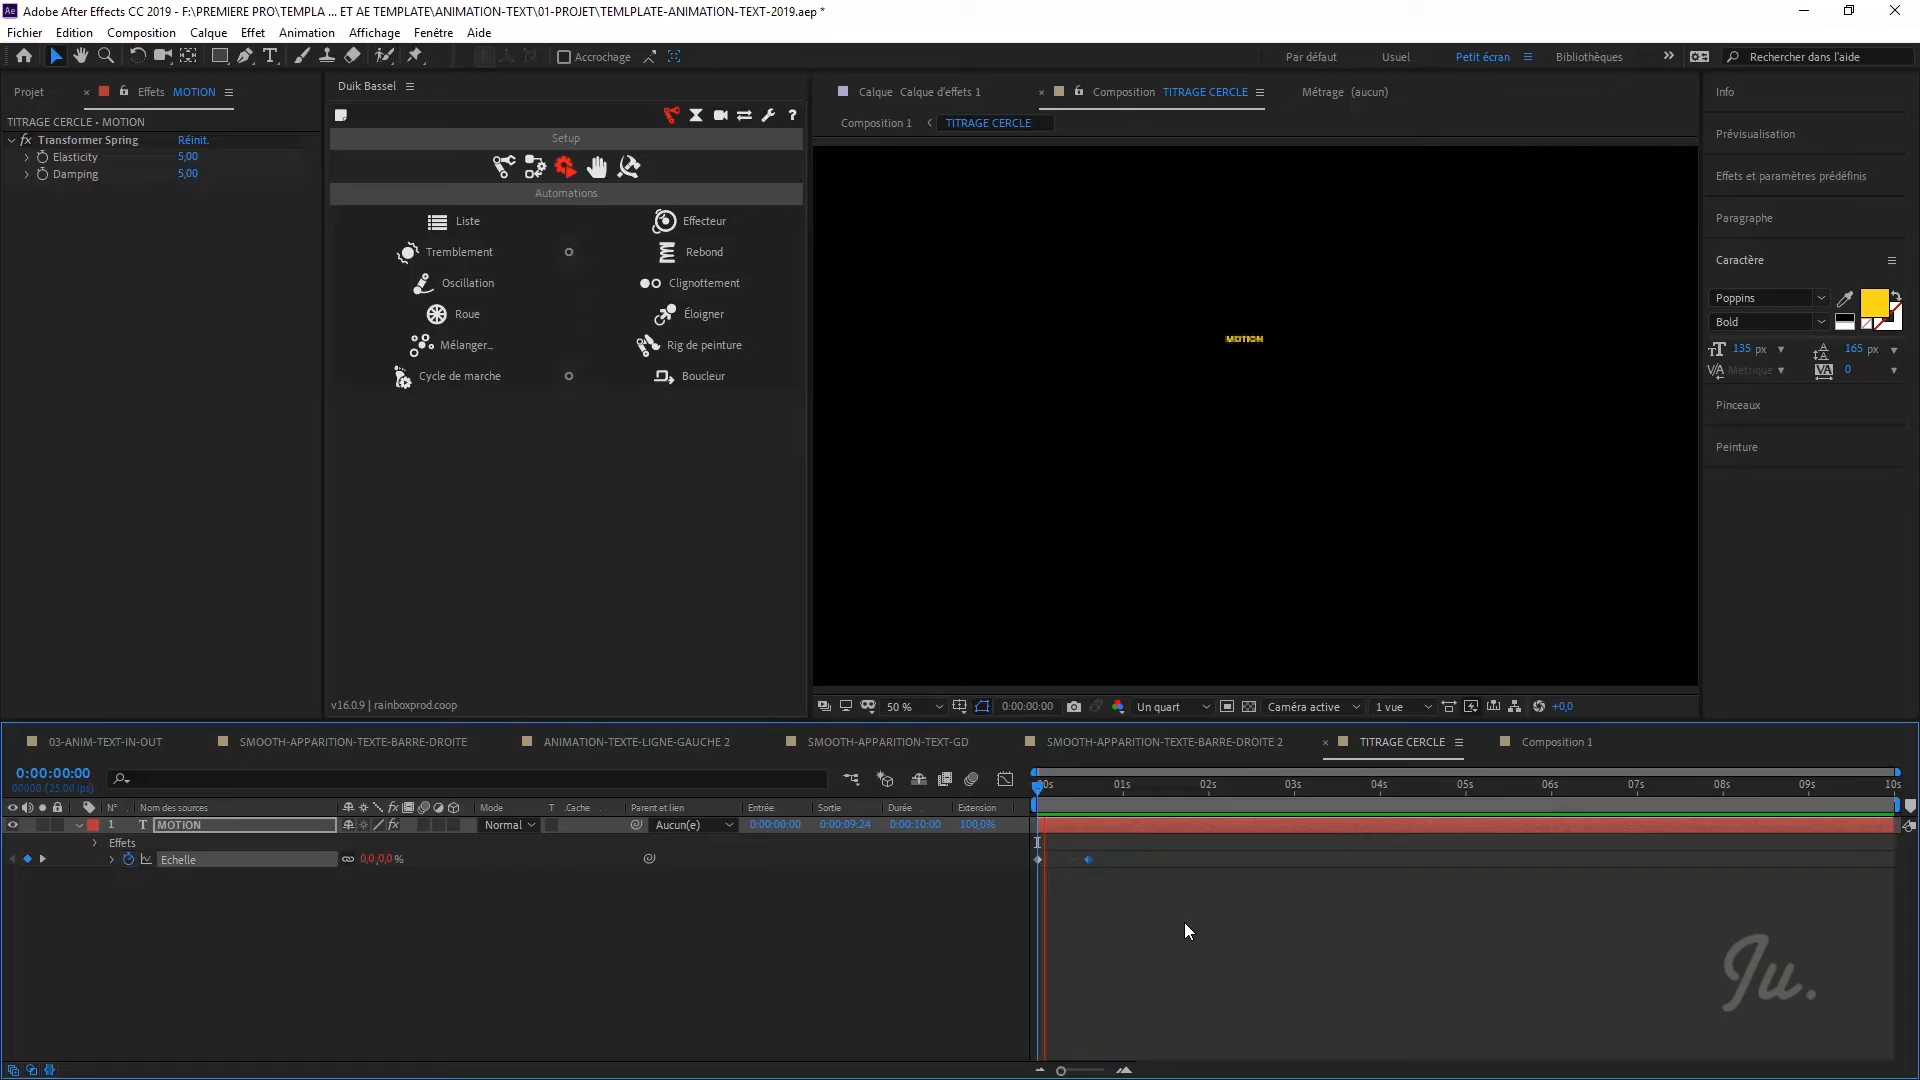 Adobe After Effects CC 2019 - F:\PREMIERE PRO\TEMPLA ... ET AE TEMPLATE\ANIMATION-TEXT\01-PROJET\TEMLPLATE-ANIMATION-TEXT-2019.aep *
Fichier Edition Composition Calque Effet Animation Affichage Fenêtre Aide
Accrochage Par défaut Usuel Petit écran Bibliothèques Rechercher dans l'aide
Projet Effets MOTION
TITRAGE CERCLE • MOTION
Transformer Spring Réinit.
Elasticity 5,00
Damping 5,00
Duik Bassel
Setup
Automations
Liste Effecteur
Tremblement Rebond
Oscillation Clignottement
Roue Éloigner
Mélanger... Rig de peinture
Cycle de marche Boucleur
v16.0.9 | rainboxprod.coop
Calque Calque d'effets 1 Composition TITRAGE CERCLE Métrage (aucun)
Composition 1 TITRAGE CERCLE
MOTION
50 % 0:00:00:00 Un quart Caméra active 1 vue +0,0
Info
Prévisualisation
Effets et paramètres prédéfinis
Paragraphe
Caractère
Poppins
Bold
135 px 165 px
Métrique 0
Pinceaux
Peinture
03-ANIM-TEXT-IN-OUT SMOOTH-APPARITION-TEXTE-BARRE-DROITE ANIMATION-TEXTE-LIGNE-GAUCHE 2 SMOOTH-APPARITION-TEXT-GD SMOOTH-APPARITION-TEXTE-BARRE-DROITE 2 TITRAGE CERCLE Composition 1
0:00:00:00
00000 (25.00 ips)
00s 01s 02s 03s 04s 05s 06s 07s 08s 09s 10s
N° Nom des sources Mode T .Cache Parent et lien Entrée Sortie Durée Extension
1 T MOTION Normal Aucun(e) 0:00:00:00 0:00:09:24 0:00:10:00 100,0%
Effets
Echelle 0,0,0,0 %
Ju.